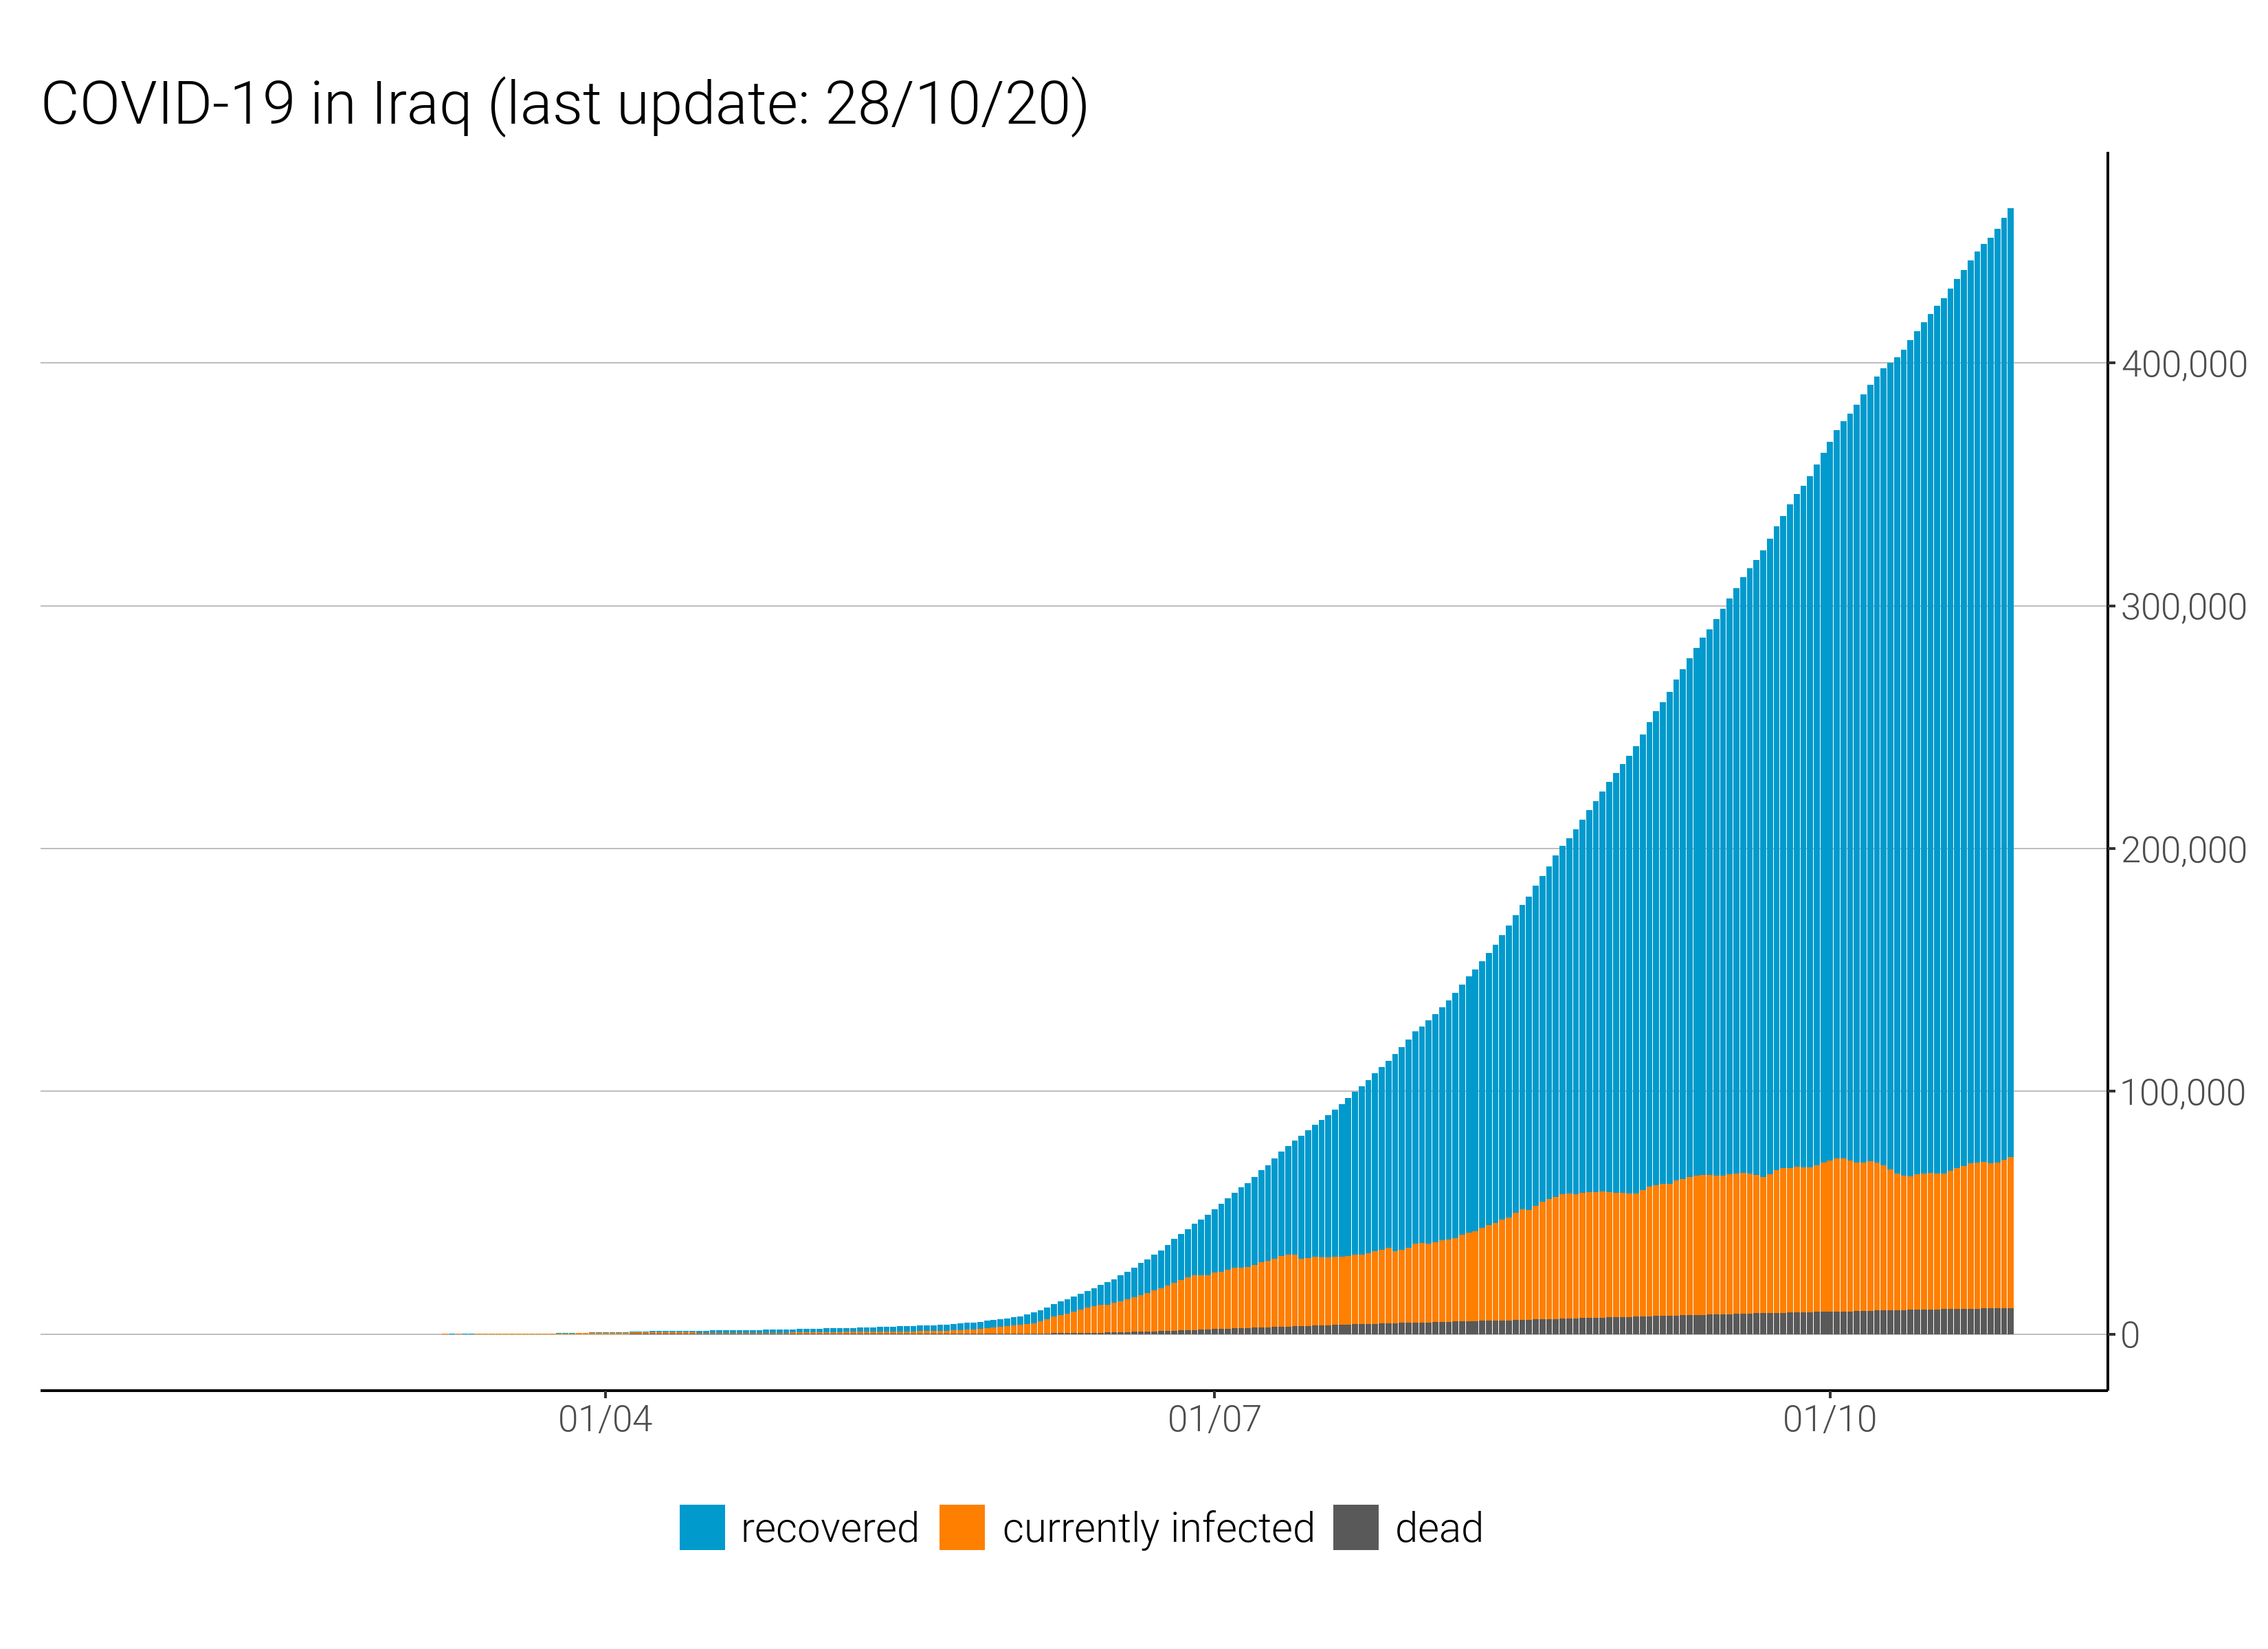 COVID-19 in Iraq (last update: 28/10/20)
400,000
300,000
200,000
100,000
0
01/04 01/07 01/10
recovered currently infected dead